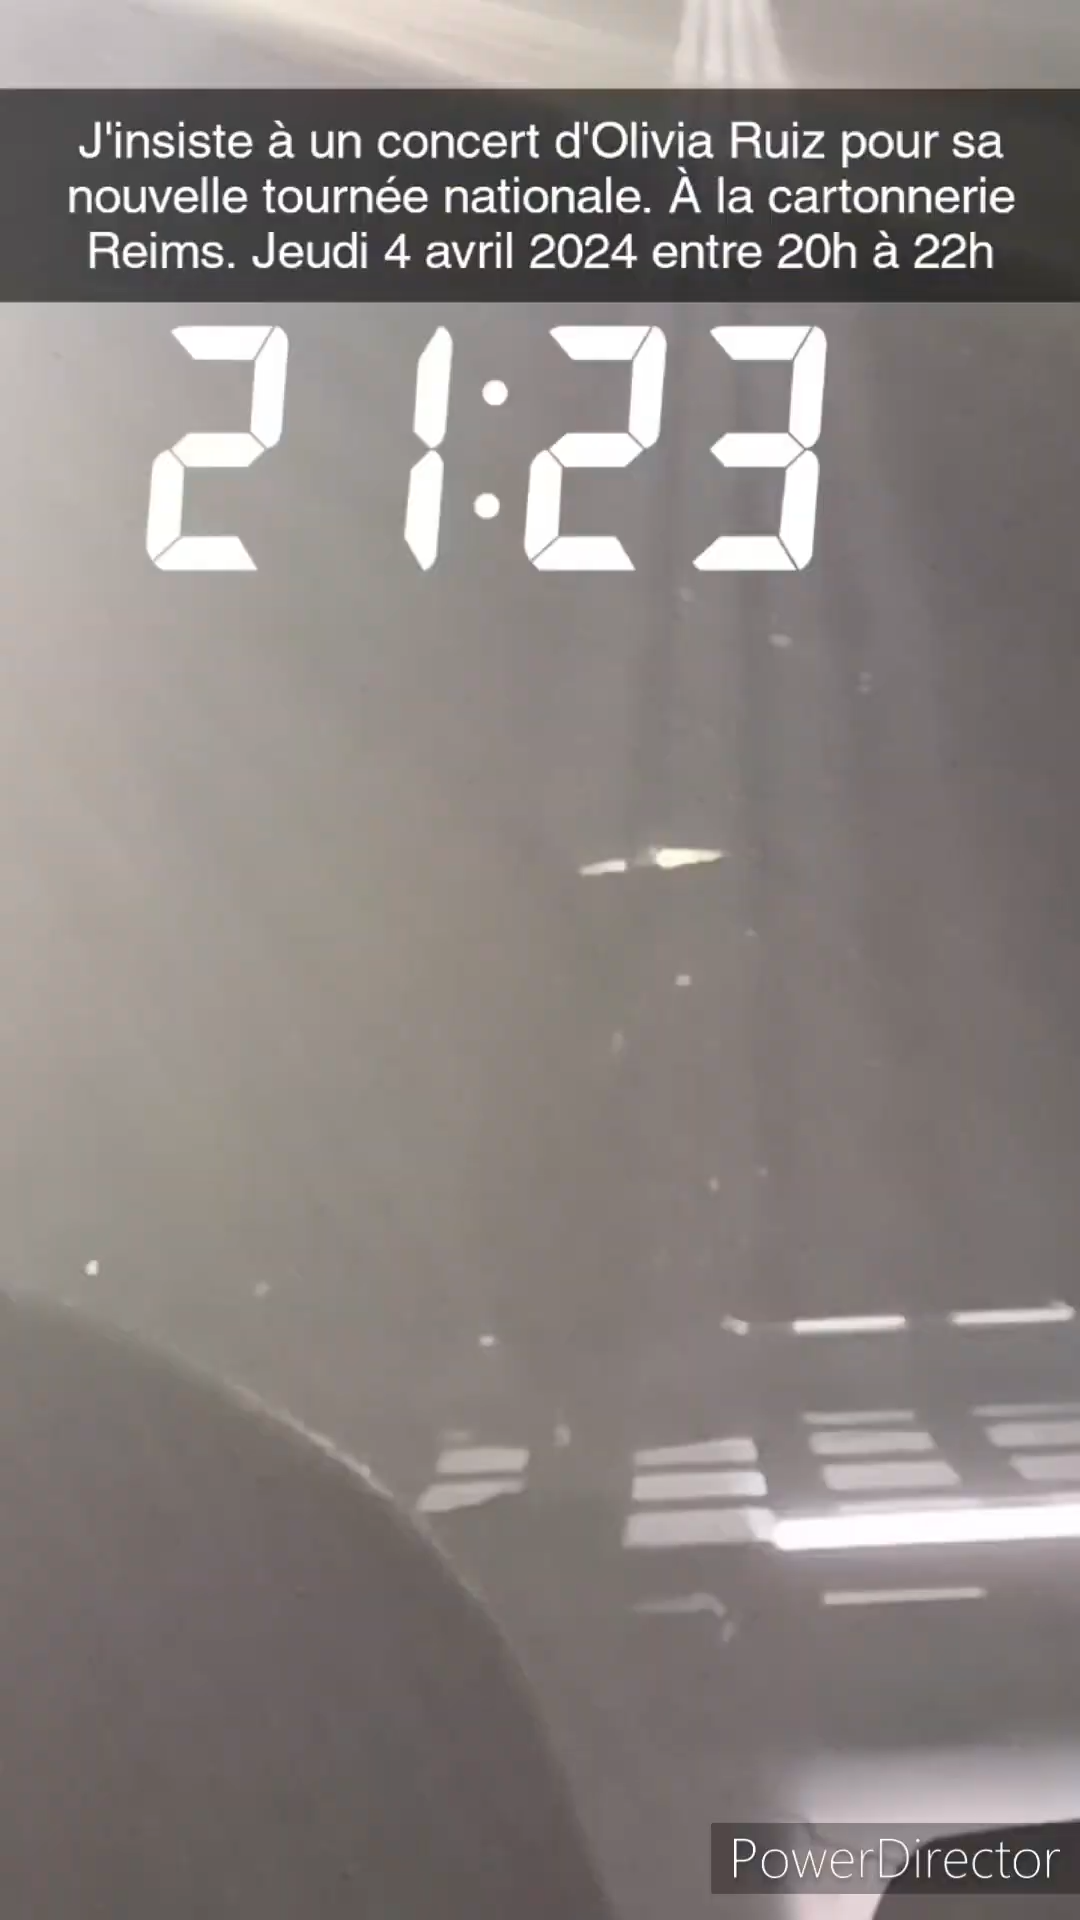 J'insiste à un concert d'Olivia Ruiz pour sa
nouvelle tournée nationale. À la cartonnerie
Reims. Jeudi 4 avril 2024 entre 20h à 22h
21:23
PowerDirector